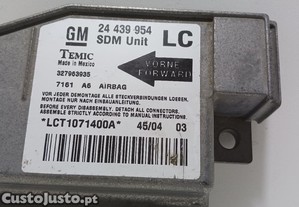 GM 24 439 954 LC
SDM Unit
TEMIC
Made in Mexico
VORNE
FORWARD
327963935
7161 A6 AIRBAG
VOR JEDER DEMONTAGE ALLE STECKVERBINDUNGEN LOESEN,
MONTAGE NUR NACH EINBAUANLEITUNG.
BEFORE EVERY DISASSEMBLY, DETACH ALL CONNECTORS.
ASSEMBLE STRICTLY ACCORDING TO MOUNTING INSTRUCTIONS
*LCT1071400A* 45/04 03
CustoJusto.pt